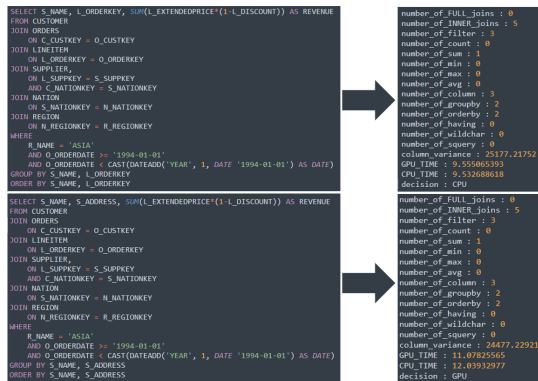 SELECT S_NAME, L_ORDERKEY, SUM(L_EXTENDEDPRICE*(1-L_DISCOUNT)) AS REVENUE
FROM CUSTOMER
JOIN ORDERS
ON C_CUSTKEY = O_CUSTKEY
JOIN LINEITEM
ON L_ORDERKEY = O_ORDERKEY
JOIN SUPPLIER,
ON L_SUPPKEY = S_SUPPKEY
AND C_NATIONKEY = S_NATIONKEY
JOIN NATION
ON S_NATIONKEY = N_NATIONKEY
JOIN REGION
ON N_REGIONKEY = R_REGIONKEY
WHERE
R_NAME = 'ASIA'
AND O_ORDERDATE >= '1994-01-01'
AND O_ORDERDATE < CAST(DATEADD('YEAR', 1, DATE '1994-01-01') AS DATE)
GROUP BY S_NAME, L_ORDERKEY
ORDER BY S_NAME, L_ORDERKEY
number_of_FULL_joins : 0
number_of_INNER_joins : 5
number_of_filter : 3
number_of_count : 0
number_of_sum : 1
number_of_min : 0
number_of_max : 0
number_of_avg : 0
number_of_column : 3
number_of_groupby : 2
number_of_orderby : 2
number_of_having : 0
number_of_wildchar : 0
number_of_squery : 0
column_variance : 25177.21752
GPU_TIME : 9.555065393
CPU_TIME : 9.532688618
decision : CPU
SELECT S_NAME, S_ADDRESS, SUM(L_EXTENDEDPRICE*(1-L_DISCOUNT)) AS REVENUE
FROM CUSTOMER
JOIN ORDERS
ON C_CUSTKEY = O_CUSTKEY
JOIN LINEITEM
ON L_ORDERKEY = O_ORDERKEY
JOIN SUPPLIER,
ON L_SUPPKEY = S_SUPPKEY
AND C_NATIONKEY = S_NATIONKEY
JOIN NATION
ON S_NATIONKEY = N_NATIONKEY
JOIN REGION
ON N_REGIONKEY = R_REGIONKEY
WHERE
R_NAME = 'ASIA'
AND O_ORDERDATE >= '1994-01-01'
AND O_ORDERDATE < CAST(DATEADD('YEAR', 1, DATE '1994-01-01') AS DATE)
GROUP BY S_NAME, S_ADDRESS
ORDER BY S_NAME, S_ADDRESS
number_of_FULL_joins : 0
number_of_INNER_joins : 5
number_of_filter : 3
number_of_count : 0
number_of_sum : 1
number_of_min : 0
number_of_max : 0
number_of_avg : 0
number_of_column : 3
number_of_groupby : 2
number_of_orderby : 2
number_of_having : 0
number_of_wildchar : 0
number_of_squery : 0
column_variance : 24477.22921
GPU_TIME : 11.07825565
CPU_TIME : 12.03932977
decision : GPU